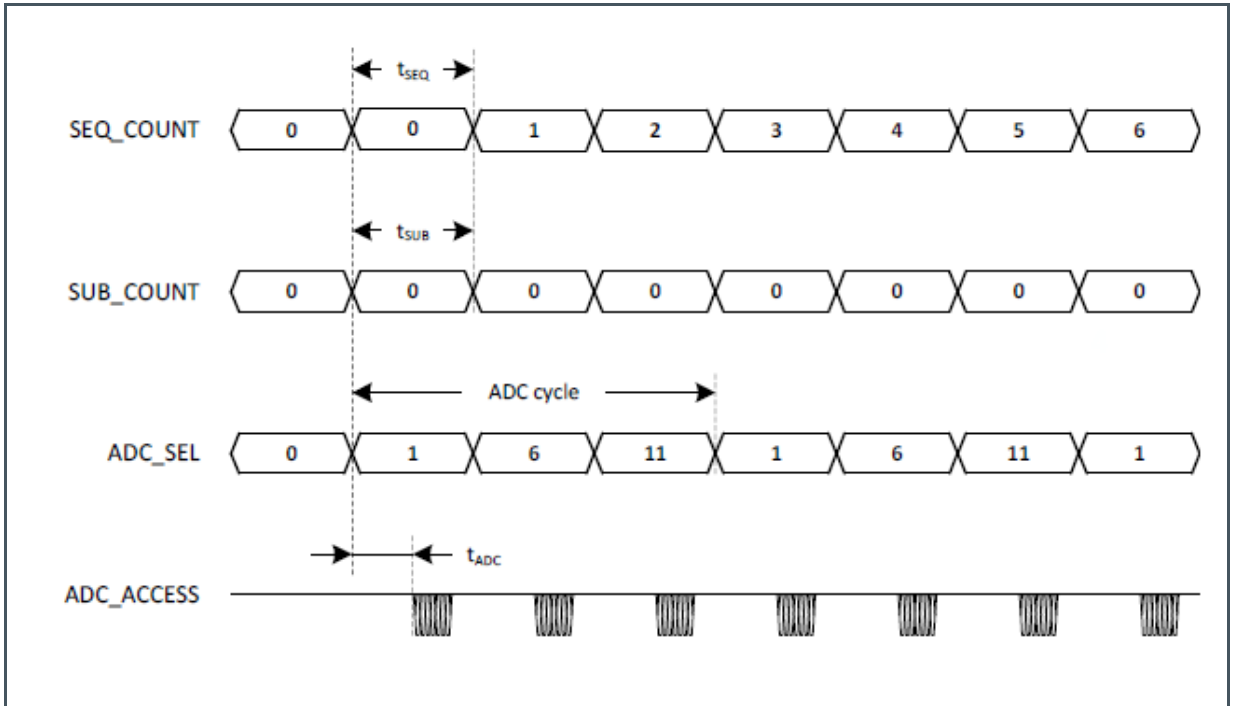 tSEQ
SEQ_COUNT 0 0 1 2 3 4 5 6
tSUB
SUB_COUNT 0 0 0 0 0 0 0 0
ADC cycle
ADC_SEL 0 1 6 11 1 6 11 1
tADC
ADC_ACCESS